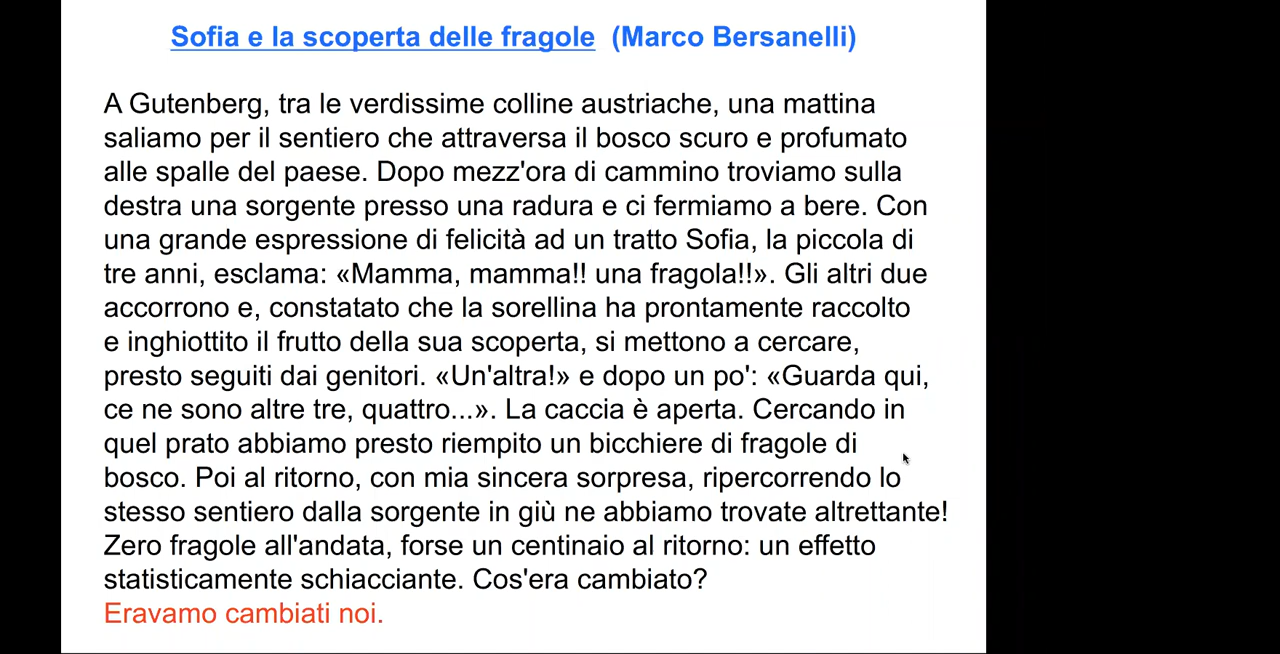 Sofia e la scoperta delle fragole (Marco Bersanelli)
A Gutenberg, tra le verdissime colline austriache, una mattina
saliamo per il sentiero che attraversa il bosco scuro e profumato
alle spalle del paese. Dopo mezz'ora di cammino troviamo sulla
destra una sorgente presso una radura e ci fermiamo a bere. Con
una grande espressione di felicità ad un tratto Sofia, la piccola di
tre anni, esclama: «Mamma, mamma!! una fragola!!». Gli altri due
accorrono e, constatato che la sorellina ha prontamente raccolto
e inghiottito il frutto della sua scoperta, si mettono a cercare,
presto seguiti dai genitori. «Un'altra!» e dopo un po': «Guarda qui,
ce ne sono altre tre, quattro...». La caccia è aperta. Cercando in
quel prato abbiamo presto riempito un bicchiere di fragole di
bosco. Poi al ritorno, con mia sincera sorpresa, ripercorrendo lo
stesso sentiero dalla sorgente in giù ne abbiamo trovate altrettante!
Zero fragole all'andata, forse un centinaio al ritorno: un effetto
statisticamente schiacciante. Cos'era cambiato?
Eravamo cambiati noi.